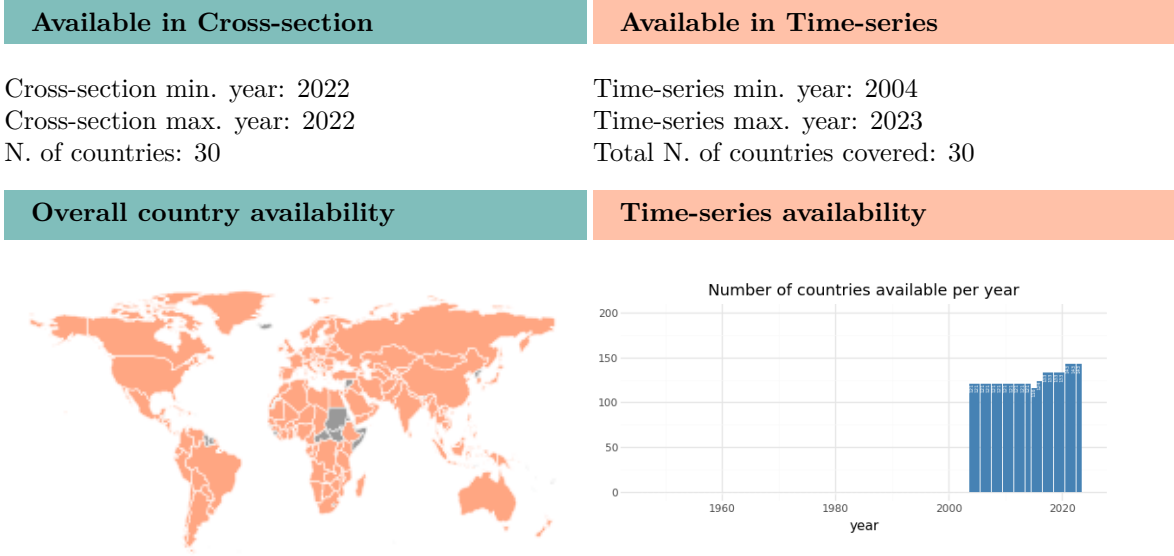 Available in Cross-section
Available in Time-series
Cross-section min. year: 2022
Cross-section max. year: 2022
N. of countries: 30
Time-series min. year: 2004
Time-series max. year: 2023
Total N. of countries covered: 30
Overall country availability
Time-series availability
Number of countries available per year
200
150
100
50
0
1960
1980
2000
2020
year